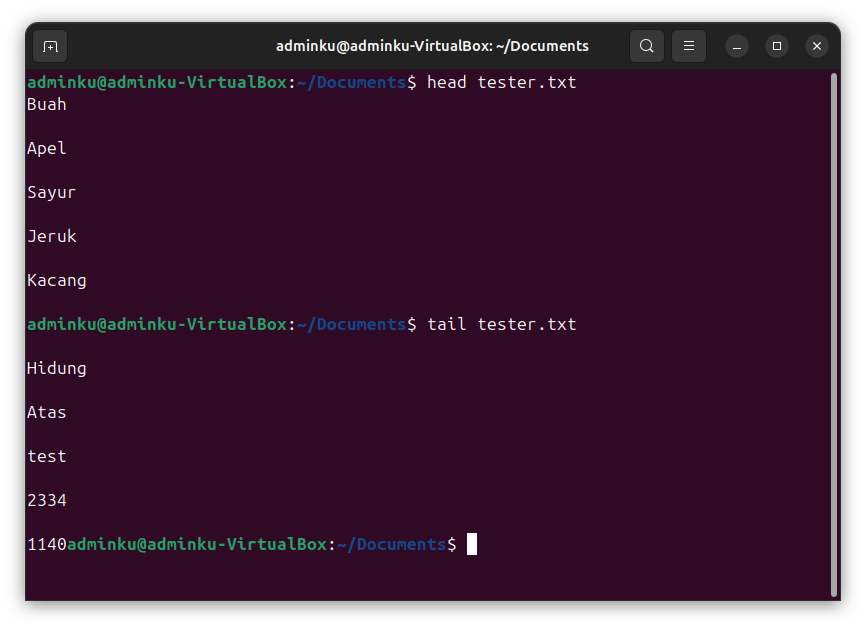 adminku@adminku-VirtualBox: ~/Documents
adminku@adminku-VirtualBox:~/Documents$ head tester.txt
Buah
Apel
Sayur
Jeruk
Kacang
adminku@adminku-VirtualBox:~/Documents$ tail tester.txt
Hidung
Atas
test
2334
1140adminku@adminku-VirtualBox:~/Documents$